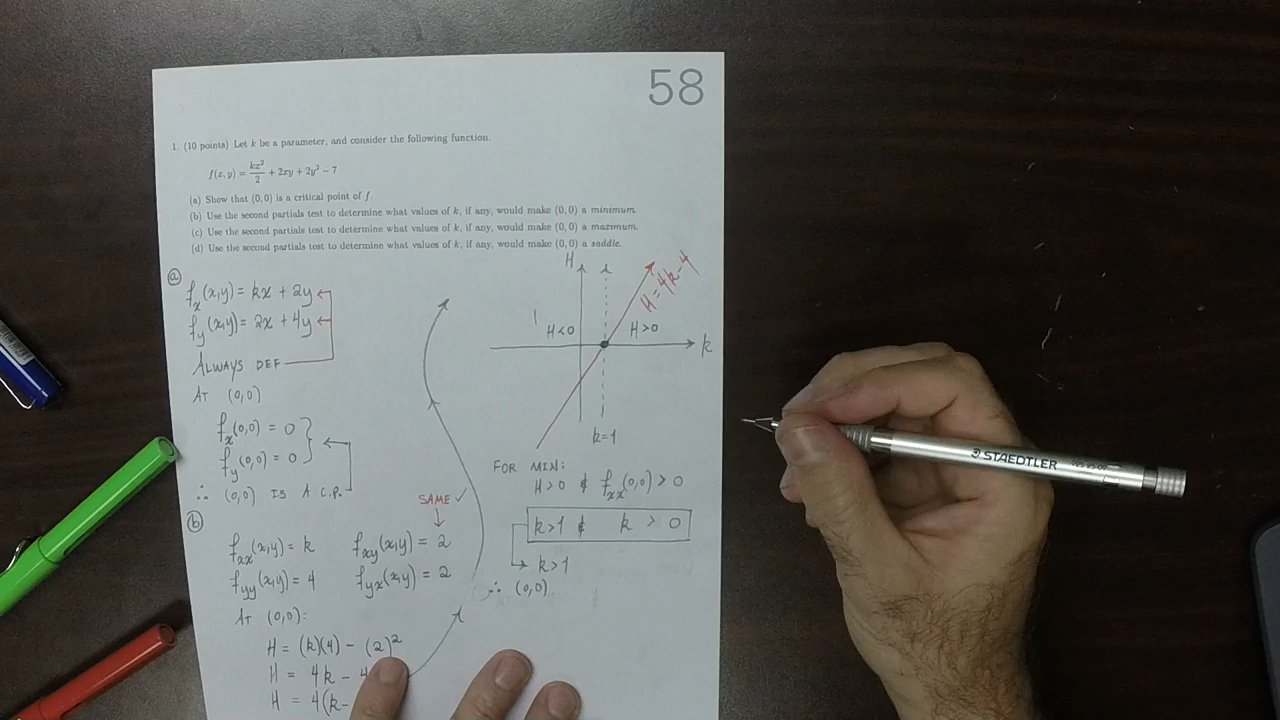 58
1. (10 points) Let k be a parameter, and consider the following function.
f(x, y) = kx²/2 + 2xy + 2y² − 7
(a) Show that (0, 0) is a critical point of f.
(b) Use the second partials test to determine what values of k, if any, would make (0, 0) a minimum.
(c) Use the second partials test to determine what values of k, if any, would make (0, 0) a maximum.
(d) Use the second partials test to determine what values of k, if any, would make (0, 0) a saddle.
ⓐ
fx(x,y) = kx + 2y
fy(x,y) = 2x + 4y
ALWAYS DEF
AT (0,0)
fx(0,0) = 0
fy(0,0) = 0
∴ (0,0) IS A C.P.
ⓑ
fxx(x,y) = k fxy(x,y) = 2
SAME ✓
fyy(x,y) = 4 fyx(x,y) = 2
AT (0,0):
H = (k)(4) − (2)²
H = 4k − 4
H = 4(k−
H
H = 4k−4
H<0 H>0
k
k=1
FOR MIN:
H>0 & fxx(0,0) > 0
k>1 & k > 0
k>1
∴ (0,0)
STAEDTLER